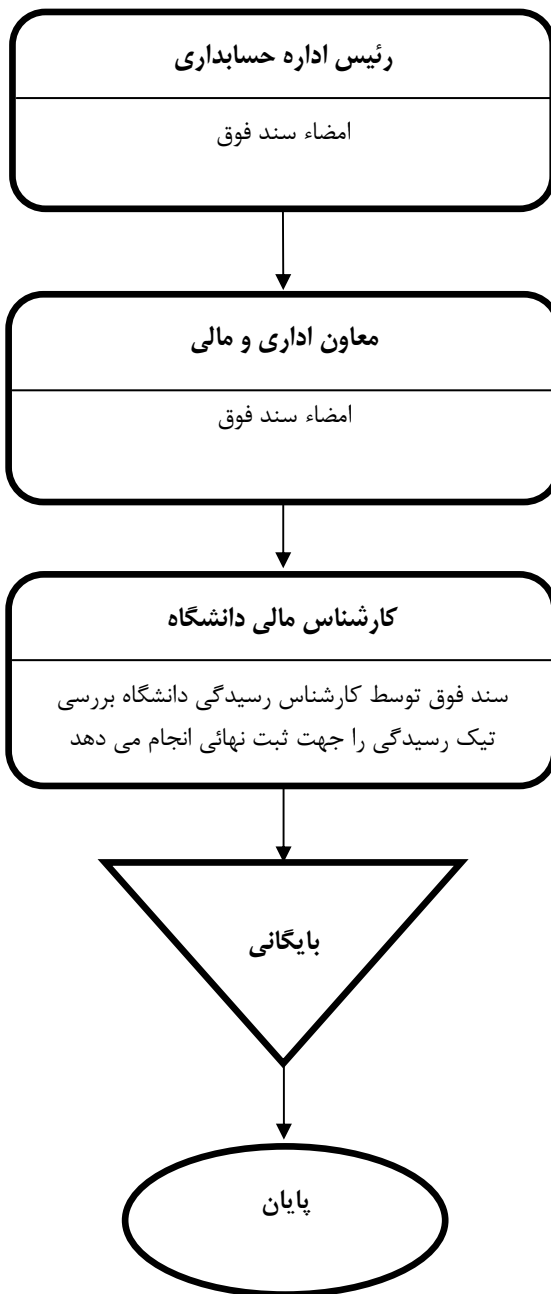 رئیس اداره حسابداری
امضاء سند فوق
معاون اداری و مالی
امضاء سند فوق
کارشناس مالی دانشگاه
سند فوق توسط کارشناس رسیدگی دانشگاه بررسی
تیک رسیدگی را جهت ثبت نهائی انجام می دهد
بایگانی
پایان